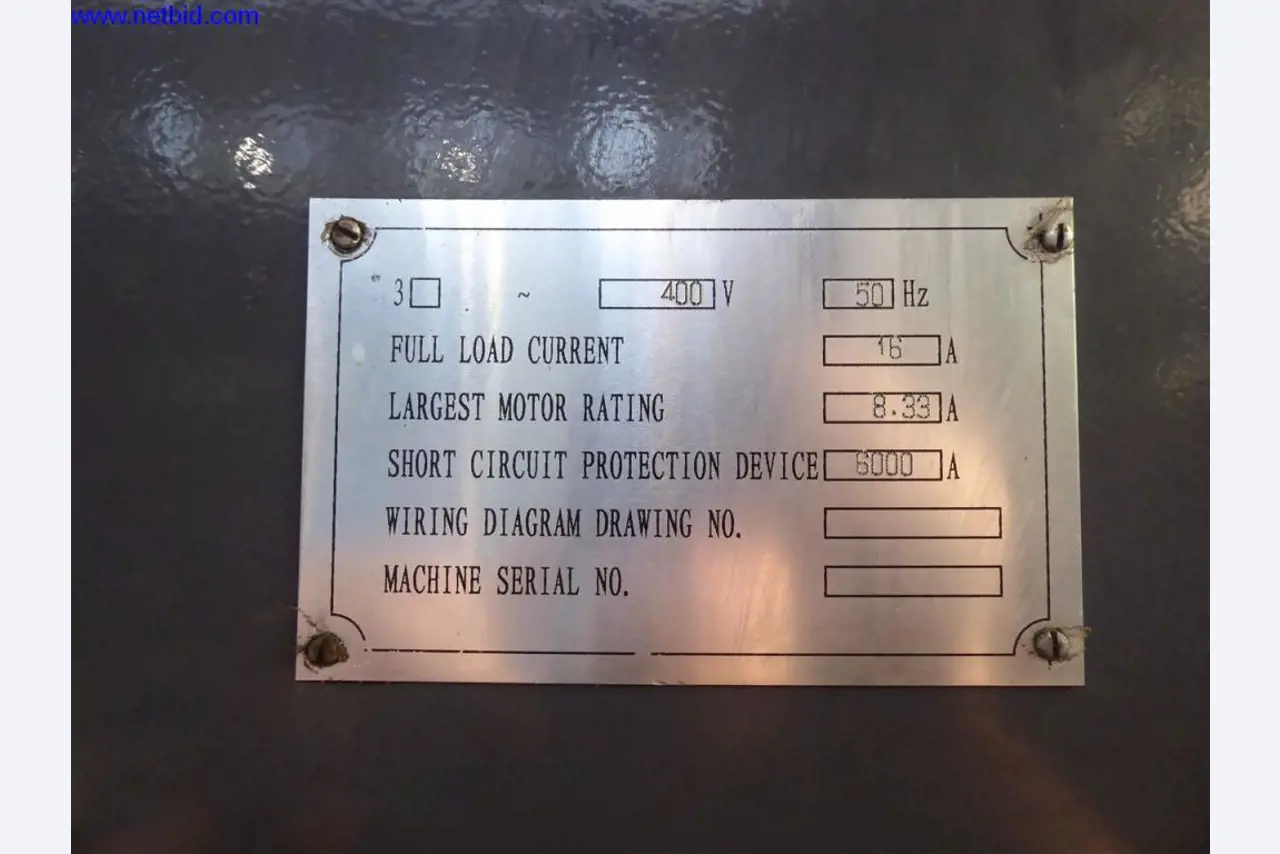 www.netbid.com
3 ~ 400 V 50 Hz
FULL LOAD CURRENT 16 A
LARGEST MOTOR RATING 8.33 A
SHORT CIRCUIT PROTECTION DEVICE 6000 A
WIRING DIAGRAM DRAWING NO.
MACHINE SERIAL NO.